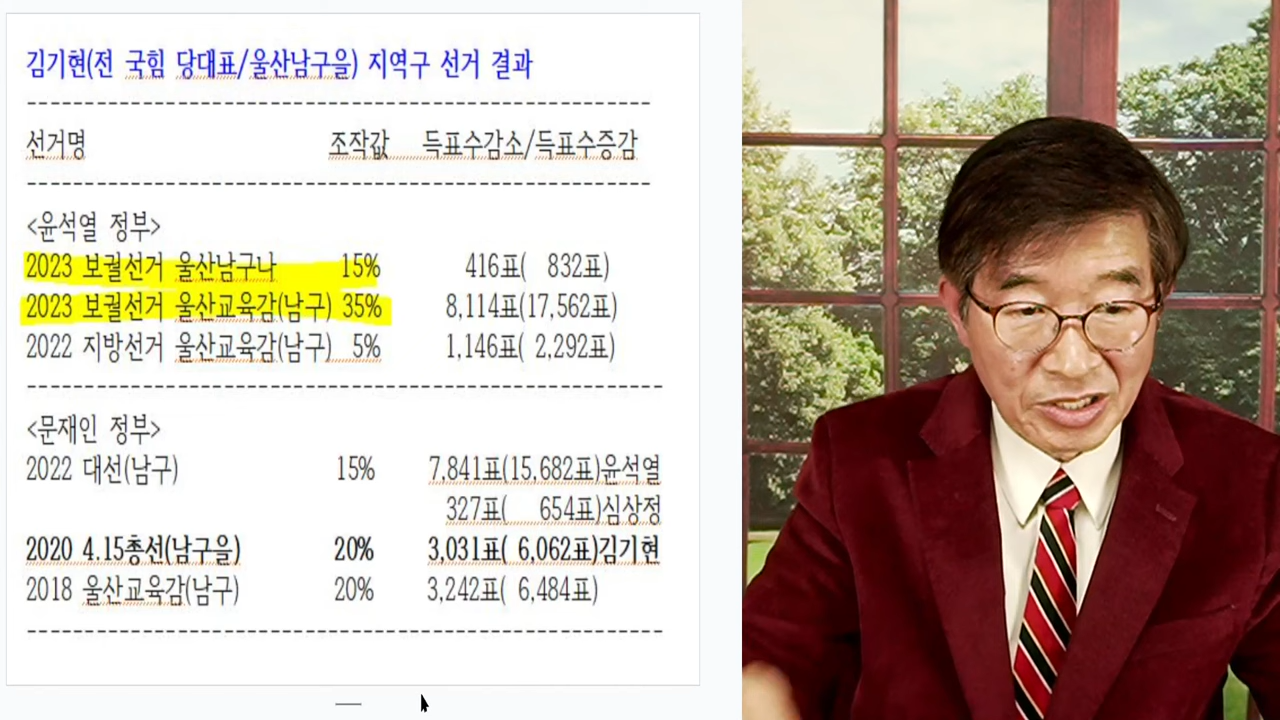 김기현(전 국힘 당대표/울산남구을) 지역구 선거 결과
선거명 조작값 득표수감소/득표수증감
<윤석열 정부>
2023 보궐선거 울산남구나 15% 416표( 832표)
2023 보궐선거 울산교육감(남구) 35% 8,114표(17,562표)
2022 지방선거 울산교육간(남구) 5% 1,146표( 2,292표)
<문재인 정부>
2022 대선(남구) 15% 7,841표(15,682표)윤석열
327표( 654표)심상정
2020 4.15총선(남구을) 20% 3,031표( 6,062표)김기현
2018 울산교육감(남구) 20% 3,242표( 6,484표)